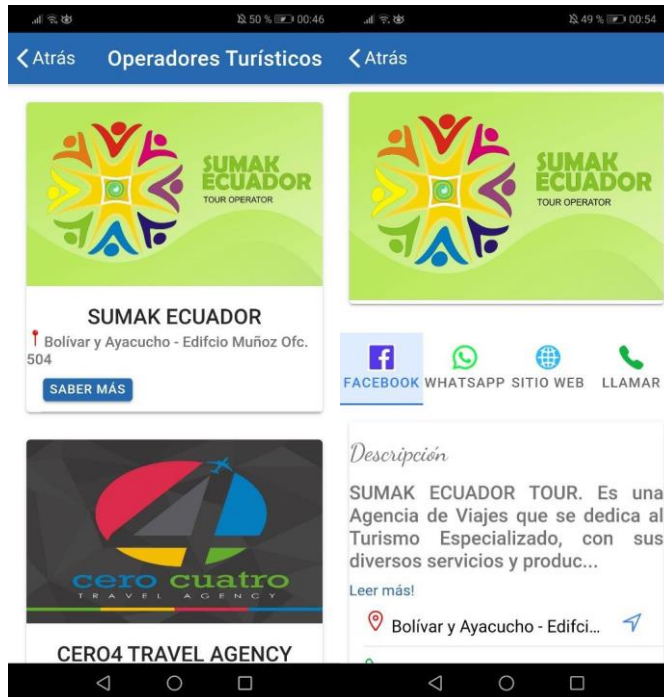 50 % 00:46
Atrás
Operadores Turísticos
SUMAK
ECUADOR
TOUR OPERATOR
SUMAK ECUADOR
Bolívar y Ayacucho - Edifcio Muñoz Ofc.
504
SABER MÁS
cero cuatro
TRAVEL AGENCY
CERO4 TRAVEL AGENCY
49 % 00:54
Atrás
SUMAK
ECUADOR
TOUR OPERATOR
FACEBOOK WHATSAPP SITIO WEB LLAMAR
Descripción
SUMAK ECUADOR TOUR. Es una
Agencia de Viajes que se dedica al
Turismo Especializado, con sus
diversos servicios y produc...
Leer más!
Bolívar y Ayacucho - Edifci...